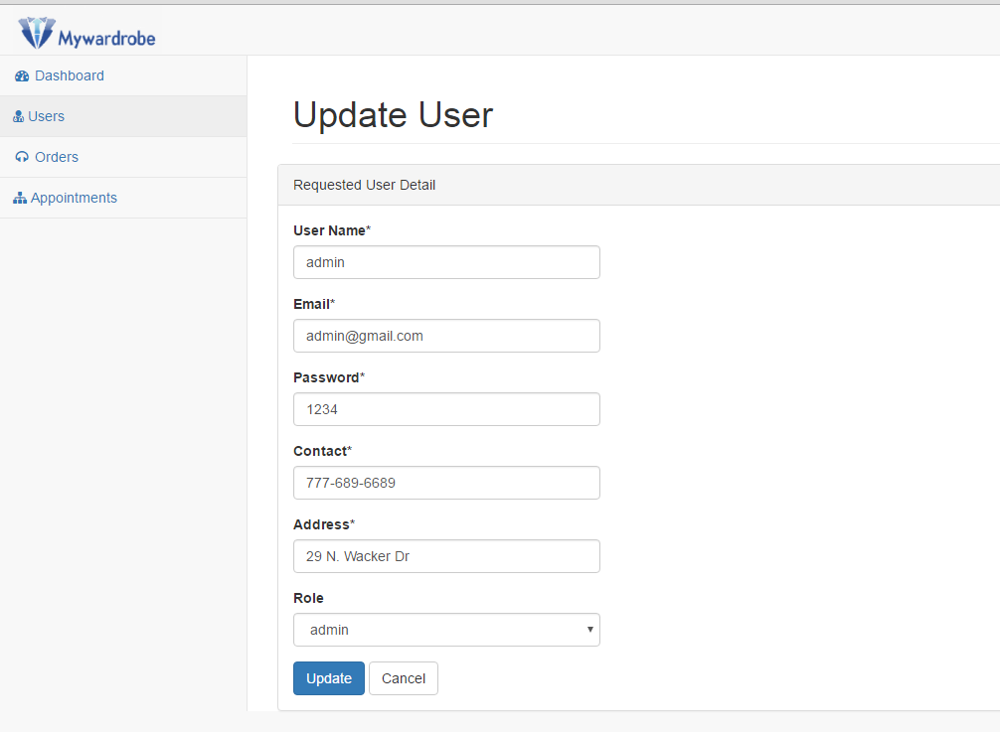 Mywardrobe
Dashboard
Users
Orders
Appointments
Update User
Requested User Detail
User Name*
admin
Email*
admin@gmail.com
Password*
1234
Contact*
777-689-6689
Address*
29 N. Wacker Dr
Role
admin
Update Cancel